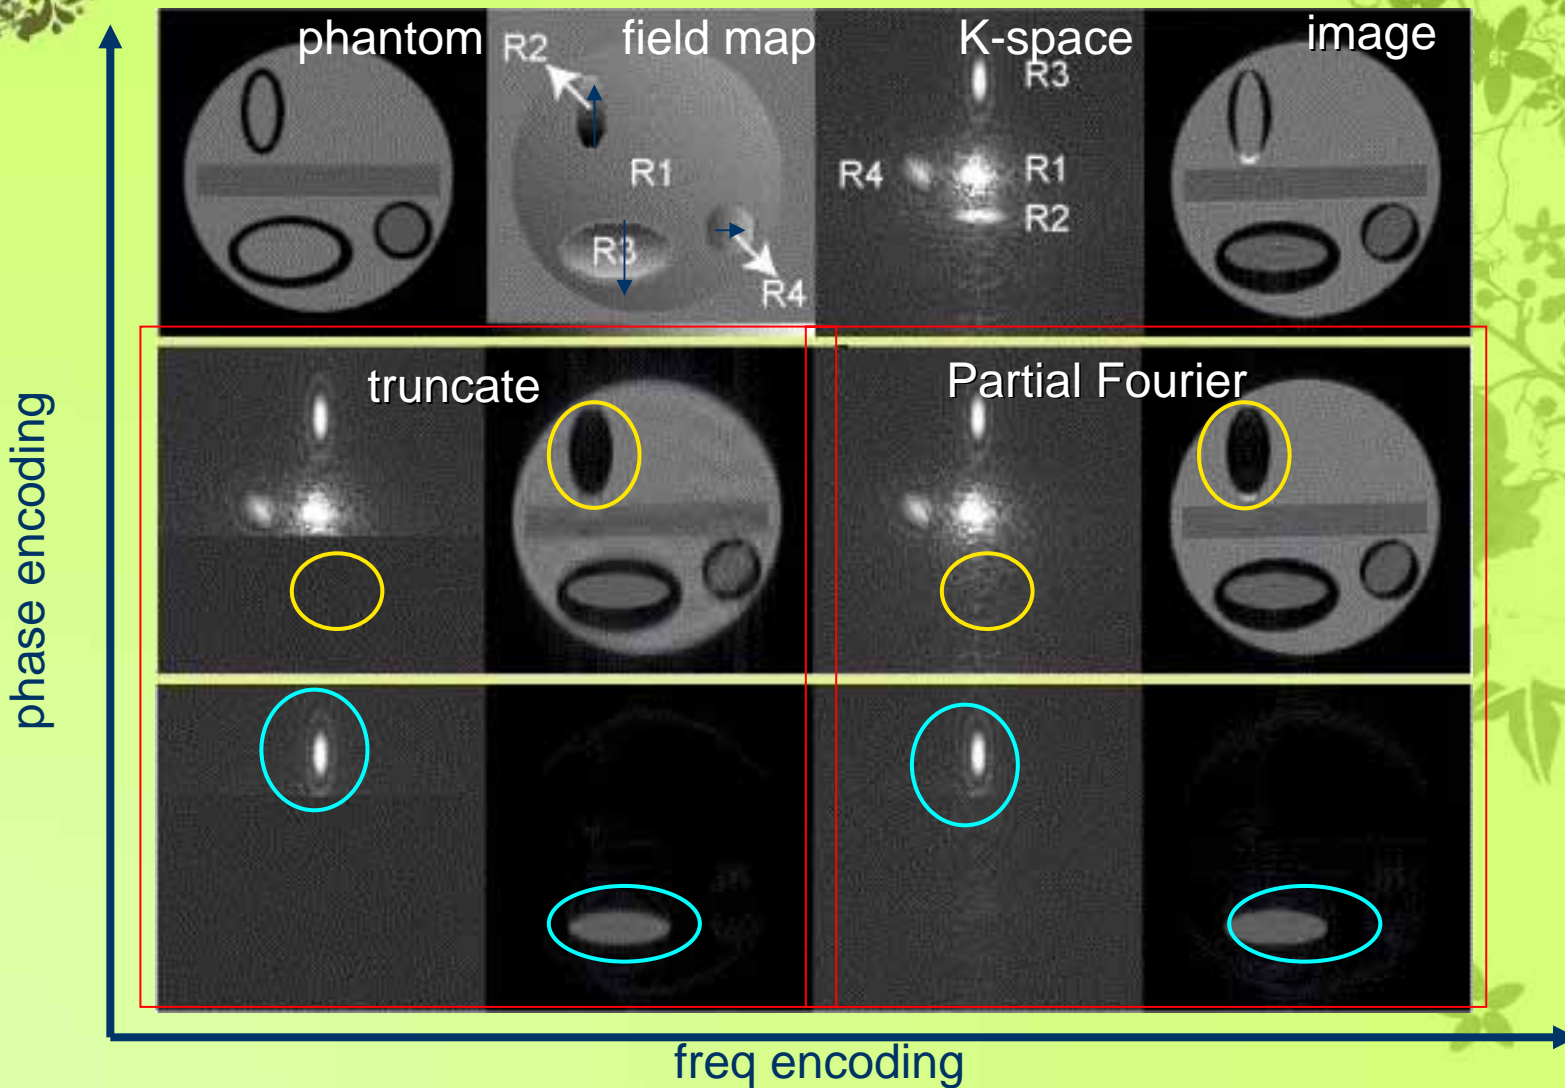 phantom
field map
K-space
image
R2
R1
R3
R4
R3
R4
R1
R2
truncate
Partial Fourier
phase encoding
freq encoding